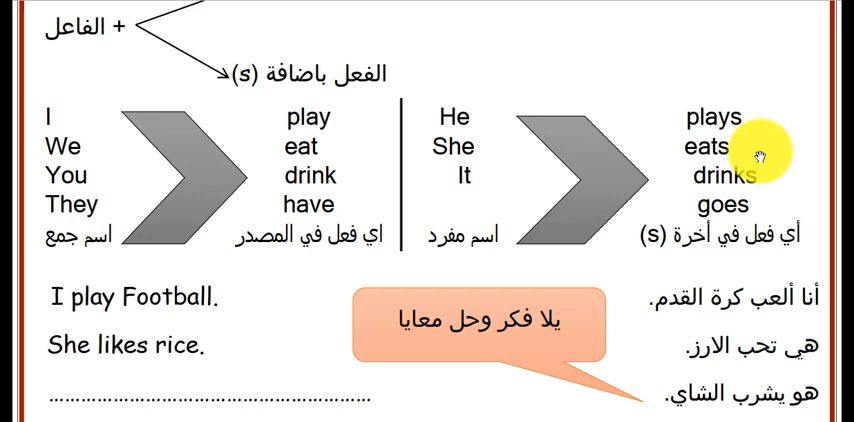 الفاعل +
الفعل باضافة (s)
I play He plays
We eat She eats
You drink It drinks
They have goes
اسم جمع اي فعل في المصدر اسم مفرد أي فعل في أخرة (s)
I play Football. أنا ألعب كرة القدم.
يلا فكر وحل معايا
She likes rice. هي تحب الارز.
........................................................ هو يشرب الشاي.